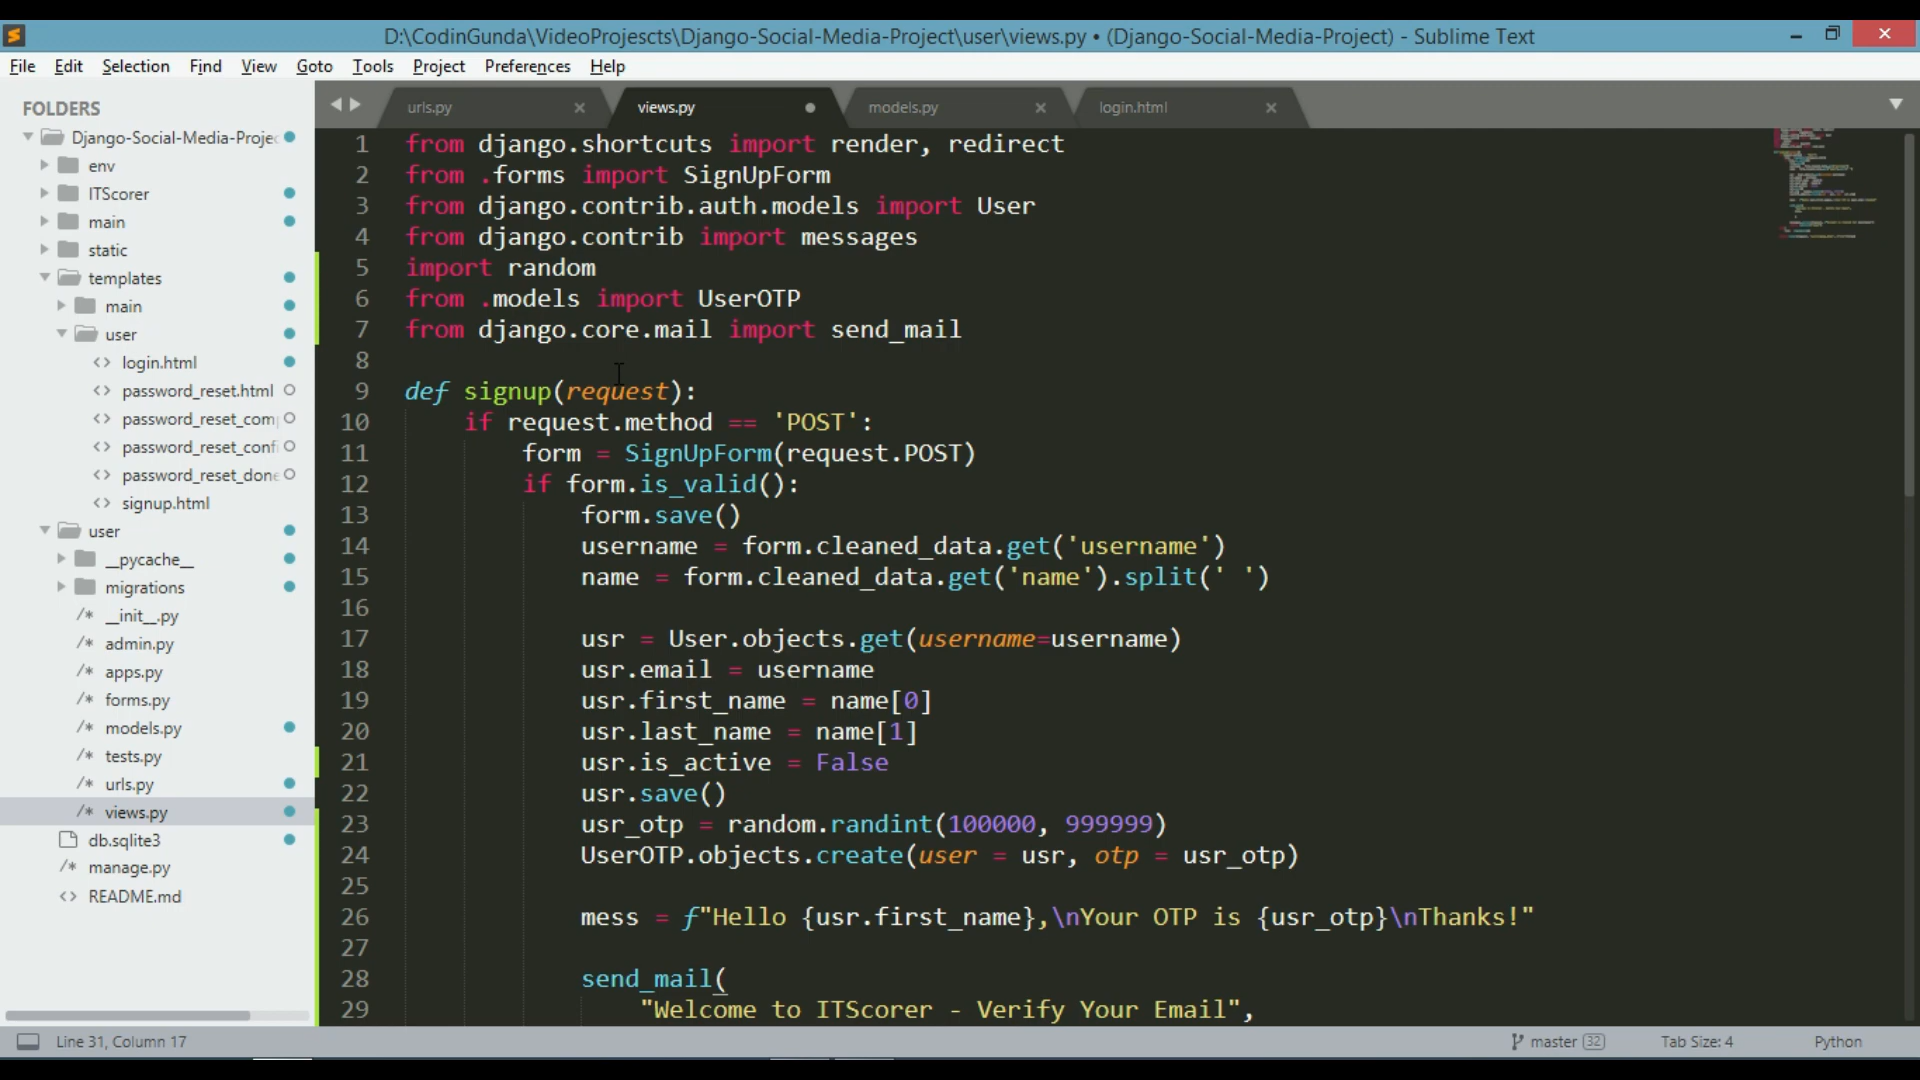 D:\CodinGunda\VideoProjescts\Django-Social-Media-Project\user\views.py • (Django-Social-Media-Project) - Sublime Text
File Edit Selection Find View Goto Tools Project Preferences Help
FOLDERS
Django-Social-Media-Projec
env
ITScorer
main
static
templates
main
user
<> login.html
<> password_reset.html
<> password_reset_com
<> password_reset_confi
<> password_reset_done
<> signup.html
user
__pycache__
migrations
/* __init__.py
/* admin.py
/* apps.py
/* forms.py
/* models.py
/* tests.py
/* urls.py
/* views.py
db.sqlite3
/* manage.py
<> README.md
urls.py × views.py models.py × login.html ×
1 from django.shortcuts import render, redirect
2 from .forms import SignUpForm
3 from django.contrib.auth.models import User
4 from django.contrib import messages
5 import random
6 from .models import UserOTP
7 from django.core.mail import send_mail
8
9 def signup(request):
10 if request.method == 'POST':
11 form = SignUpForm(request.POST)
12 if form.is_valid():
13 form.save()
14 username = form.cleaned_data.get('username')
15 name = form.cleaned_data.get('name').split(' ')
16
17 usr = User.objects.get(username=username)
18 usr.email = username
19 usr.first_name = name[0]
20 usr.last_name = name[1]
21 usr.is_active = False
22 usr.save()
23 usr_otp = random.randint(100000, 999999)
24 UserOTP.objects.create(user = usr, otp = usr_otp)
25
26 mess = f"Hello {usr.first_name},\nYour OTP is {usr_otp}\nThanks!"
27
28 send_mail(
29 "Welcome to ITScorer - Verify Your Email",
Line 31, Column 17 master 32 Tab Size: 4 Python